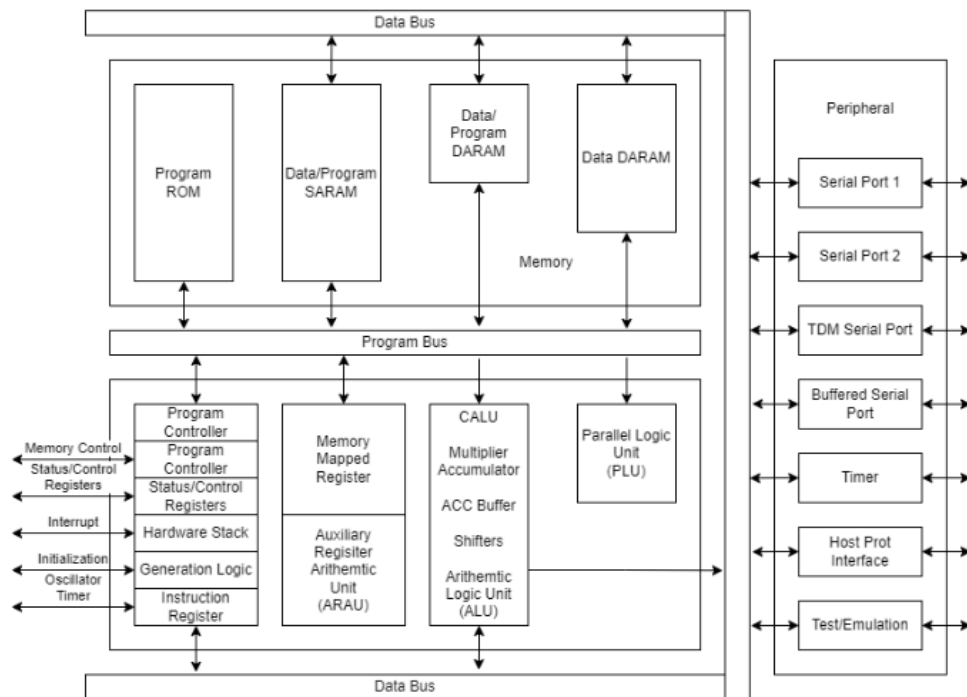 Data Bus
Program
ROM
Data/Program
SARAM
Data/
Program
DARAM
Data DARAM
Memory
Program Bus
Memory Control
Status/Control
Registers
Interrupt
Initialization
Oscillator
Timer
Program
Controller
Program
Controller
Status/Control
Registers
Hardware Stack
Generation Logic
Instruction
Register
Memory
Mapped
Register
Auxiliary
Regisiter
Arithemtic
Unit
(ARAU)
CALU
Multiplier
Accumulator
ACC Buffer
Shifters
Arithemtic
Logic Unit
(ALU)
Parallel Logic
Unit
(PLU)
Data Bus
Peripheral
Serial Port 1
Serial Port 2
TDM Serial Port
Buffered Serial
Port
Timer
Host Prot
Interface
Test/Emulation